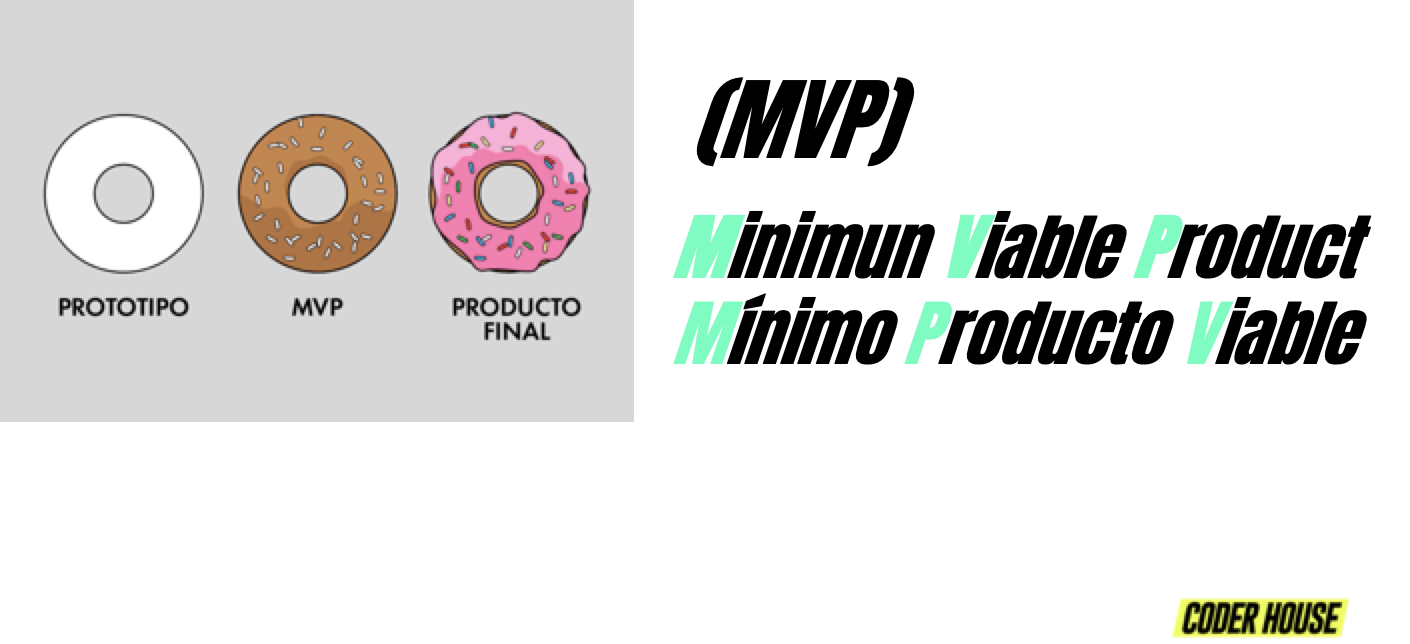 PROTOTIPO
MVP
PRODUCTO
FINAL
(MVP)
Minimun Viable Product
Mínimo Producto Viable
CODER HOUSE